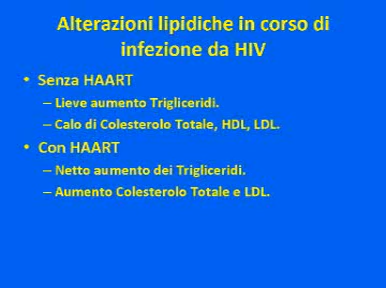 Alterazioni lipidiche in corso di
infezione da HIV
• Senza HAART
– Lieve aumento Trigliceridi.
– Calo di Colesterolo Totale, HDL, LDL.
• Con HAART
– Netto aumento dei Trigliceridi.
– Aumento Colesterolo Totale e LDL.